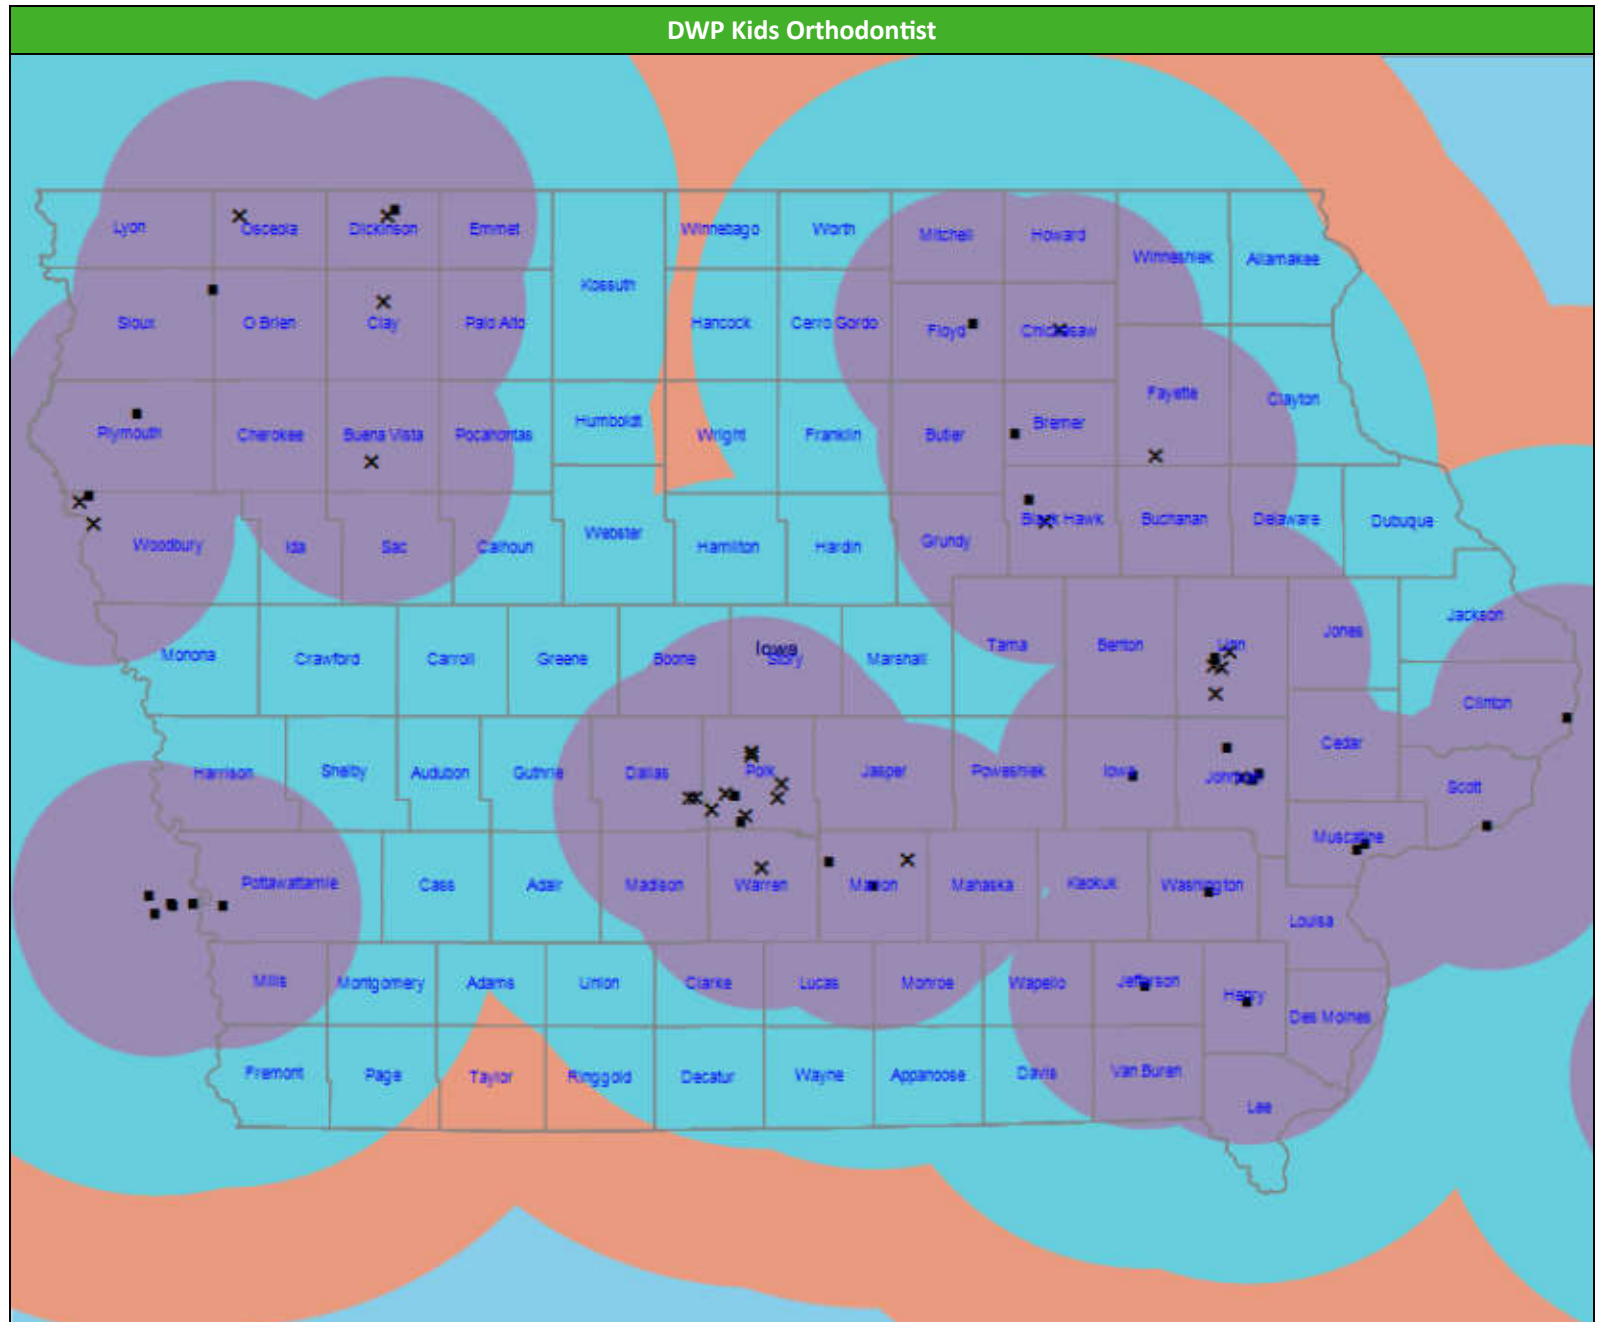 DWP Kids Orthodontist
Lyon
Osceola
Dickinson
Emmet
Winnebago
Worth
Mitchell
Howard
Winneshiek
Allamakee
Kossuth
Sioux
O Brien
Clay
Palo Alto
Hancock
Cerro Gordo
Floyd
Chickasaw
Fayette
Clayton
Plymouth
Cherokee
Buena Vista
Pocahontas
Humboldt
Wright
Franklin
Butler
Bremer
Woodbury
Ida
Sac
Calhoun
Webster
Hamilton
Hardin
Grundy
Black Hawk
Buchanan
Delaware
Dubuque
Monona
Crawford
Carroll
Greene
Boone
Iowa
Story
Marshall
Tama
Benton
Linn
Jones
Jackson
Clinton
Harrison
Shelby
Audubon
Guthrie
Dallas
Polk
Jasper
Poweshiek
Iowa
Johnson
Cedar
Scott
Muscatine
Pottawattamie
Cass
Adair
Madison
Warren
Marion
Mahaska
Keokuk
Washington
Louisa
Mills
Montgomery
Adams
Union
Clarke
Lucas
Monroe
Wapello
Jefferson
Henry
Des Moines
Fremont
Page
Taylor
Ringgold
Decatur
Wayne
Appanoose
Davis
Van Buren
Lee